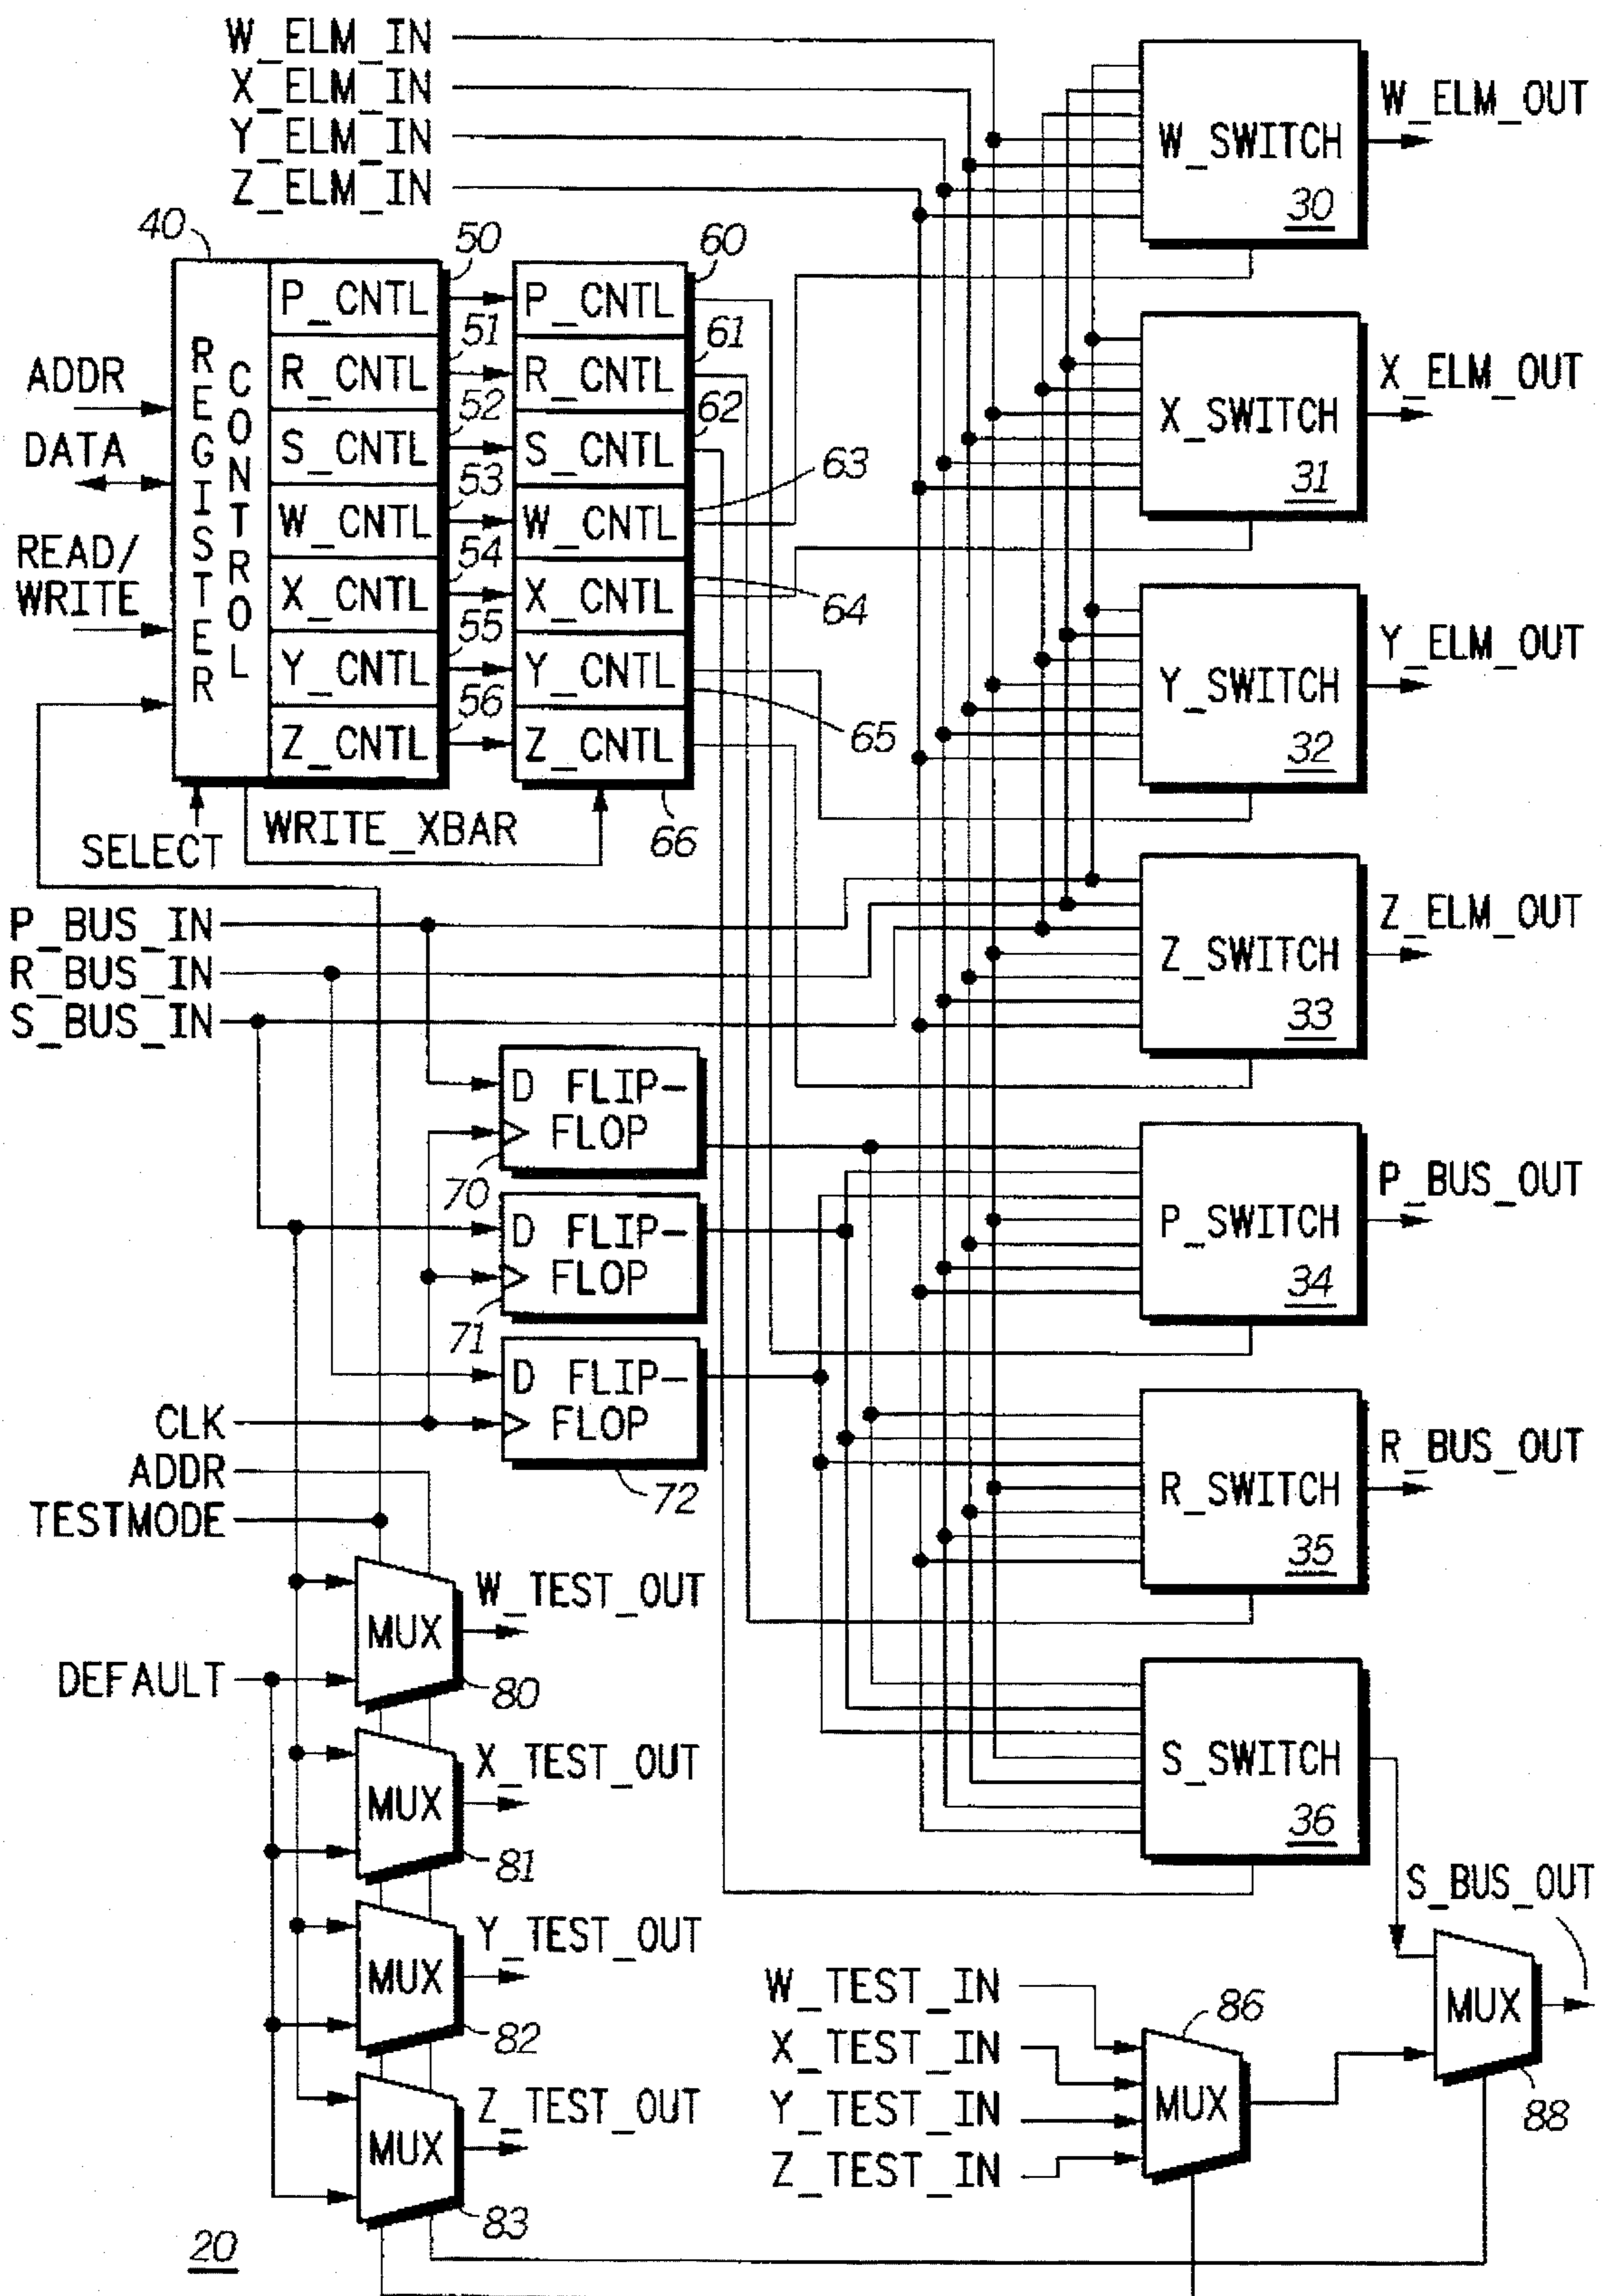 W_ELM_IN
X_ELM_IN
Y_ELM_IN
Z_ELM_IN
W_SWITCH
30
W_ELM_OUT
40
REGISTER
CONTROL
50
P_CNTL
51
R_CNTL
52
S_CNTL
53
W_CNTL
54
X_CNTL
55
Y_CNTL
56
Z_CNTL
60
P_CNTL
61
R_CNTL
62
S_CNTL
63
W_CNTL
64
X_CNTL
65
Y_CNTL
66
Z_CNTL
ADDR
DATA
READ/
WRITE
SELECT
WRITE_XBAR
X_SWITCH
31
X_ELM_OUT
Y_SWITCH
32
Y_ELM_OUT
Z_SWITCH
33
Z_ELM_OUT
P_BUS_IN
R_BUS_IN
S_BUS_IN
D FLIP-
FLOP
70
D FLIP-
FLOP
71
D FLIP-
FLOP
72
P_SWITCH
34
P_BUS_OUT
R_SWITCH
35
R_BUS_OUT
S_SWITCH
36
CLK
ADDR
TESTMODE
DEFAULT
MUX
80
W_TEST_OUT
MUX
81
X_TEST_OUT
MUX
82
Y_TEST_OUT
MUX
83
Z_TEST_OUT
W_TEST_IN
X_TEST_IN
Y_TEST_IN
Z_TEST_IN
MUX
86
MUX
88
S_BUS_OUT
20